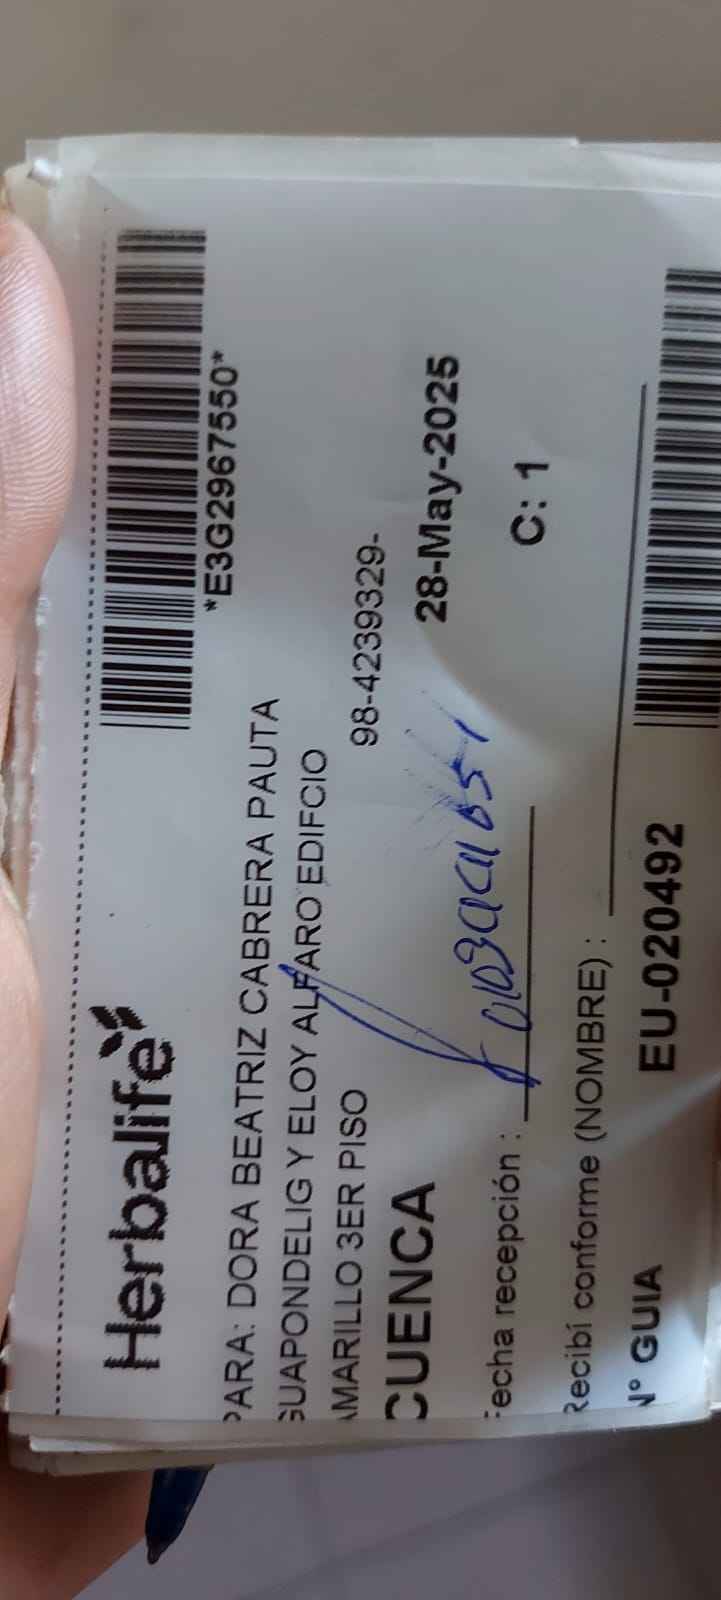 Herbalife
*E3G2967550*
PARA: DORA BEATRIZ CABRERA PAUTA
GUAPONDELIG Y ELOY ALFARO EDIFCIO
AMARILLO 3ER PISO
98-4239329-
CUENCA
28-May-2025
Fecha recepción :
C: 1
Recibí conforme (NOMBRE) :
N° GUIA
EU-020492